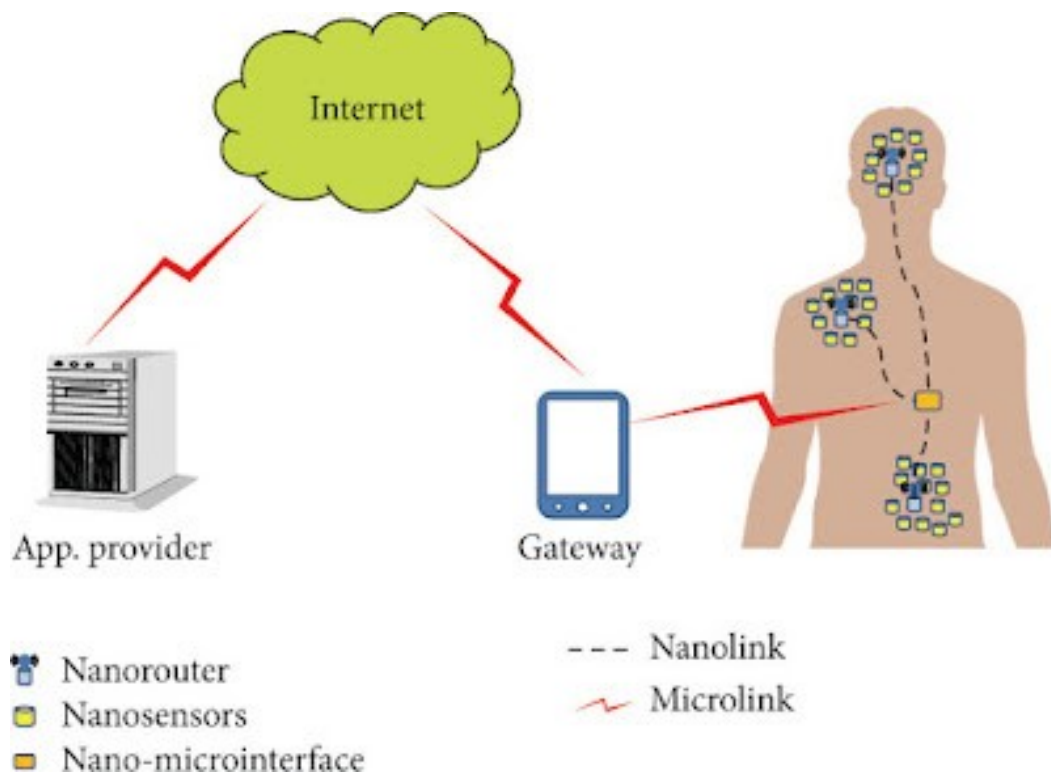 Internet
App. provider
Gateway
Nanorouter
Nanosensors
Nano-microinterface
Nanolink
Microlink